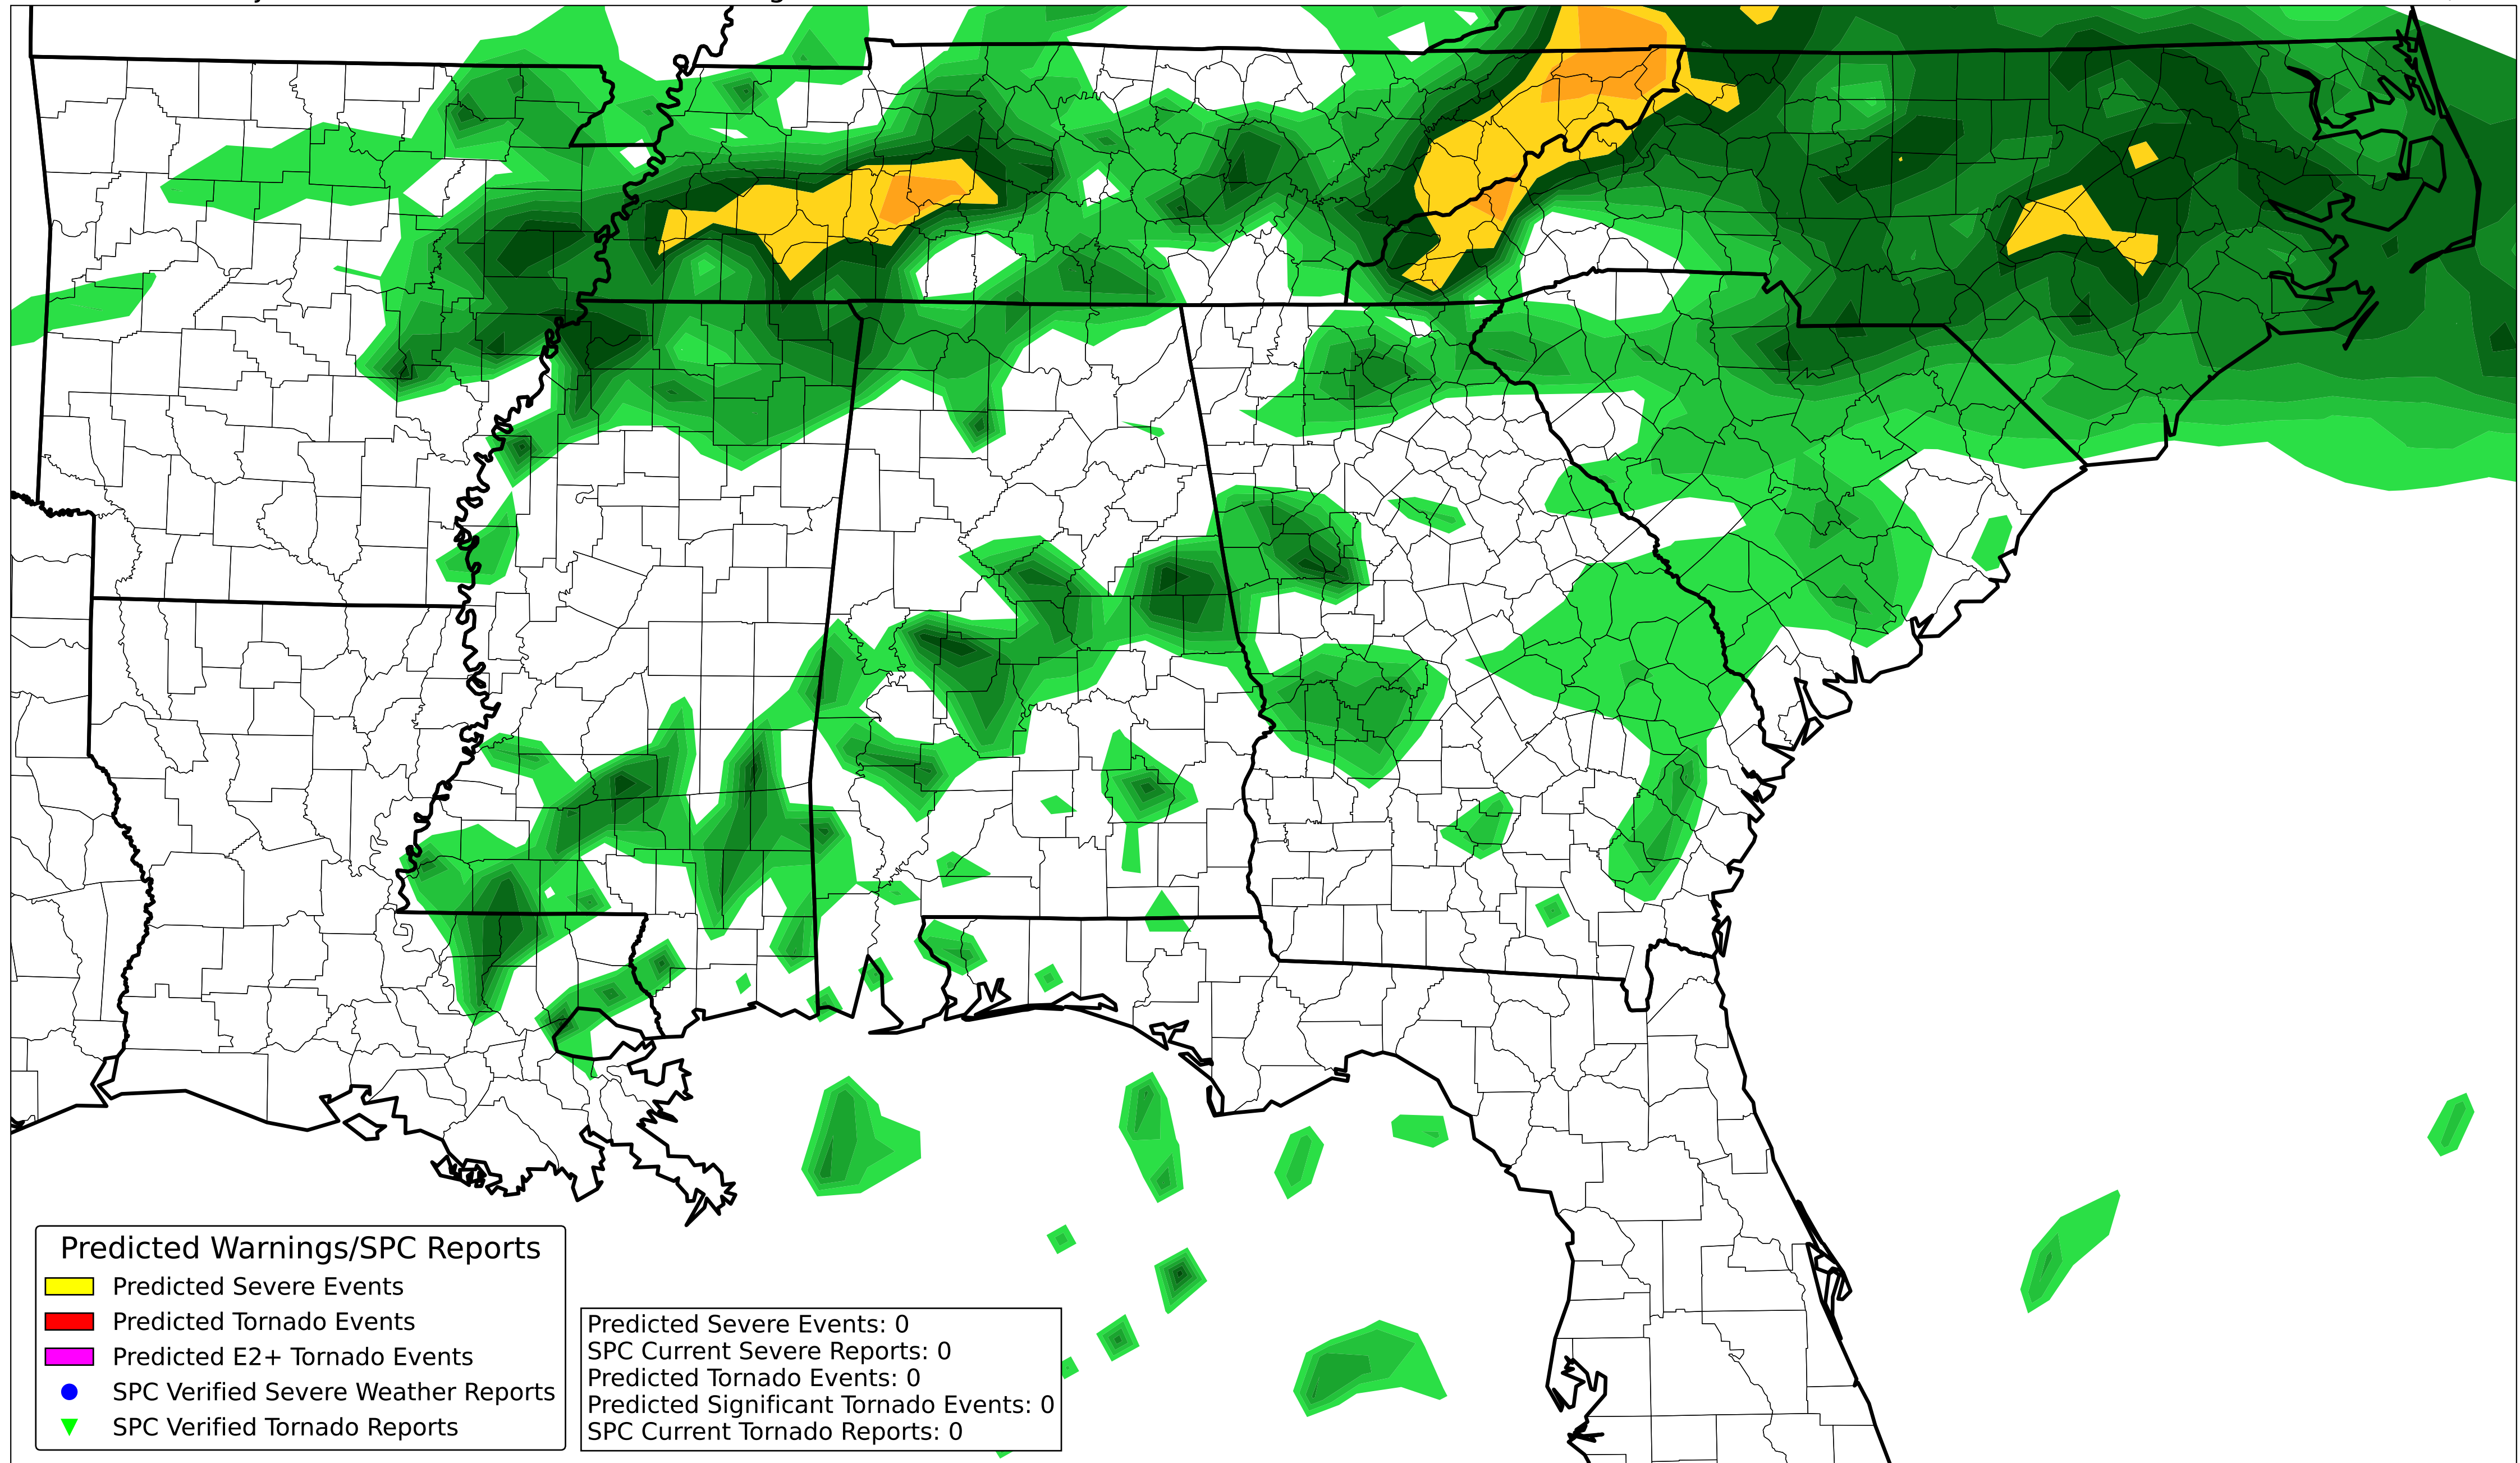 Predicted Warnings/SPC Reports
Predicted Severe Events
Predicted Tornado Events
Predicted E2+ Tornado Events
SPC Verified Severe Weather Reports
SPC Verified Tornado Reports
Predicted Severe Events: 0
SPC Current Severe Reports: 0
Predicted Tornado Events: 0
Predicted Significant Tornado Events: 0
SPC Current Tornado Reports: 0